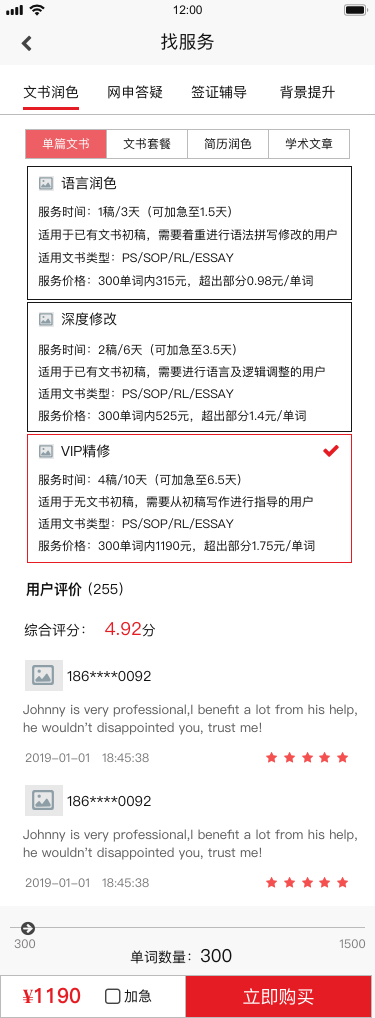 12:00
找服务
文书润色 网申答疑 签证辅导 背景提升
单篇文书 文书套餐 简历润色 学术文章
语言润色
服务时间：1稿/3天（可加急至1.5天）
适用于已有文书初稿，需要着重进行语法拼写修改的用户
适用文书类型：PS/SOP/RL/ESSAY
服务价格：300单词内315元，超出部分0.98元/单词
深度修改
服务时间：2稿/6天（可加急至3.5天）
适用于已有文书初稿，需要进行语言及逻辑调整的用户
适用文书类型：PS/SOP/RL/ESSAY
服务价格：300单词内525元，超出部分1.4元/单词
VIP精修
服务时间：4稿/10天（可加急至6.5天）
适用于无文书初稿，需要从初稿写作进行指导的用户
适用文书类型：PS/SOP/RL/ESSAY
服务价格：300单词内1190元，超出部分1.75元/单词
用户评价 (255)
综合评分： 4.92分
186****0092
Johnny is very professional,I benefit a lot from his help,
he wouldn't disappointed you, trust me!
2019-01-01 18:45:38
186****0092
Johnny is very professional,I benefit a lot from his help,
he wouldn't disappointed you, trust me!
2019-01-01 18:45:38
300 1500
单词数量：300
¥1190 加急 立即购买